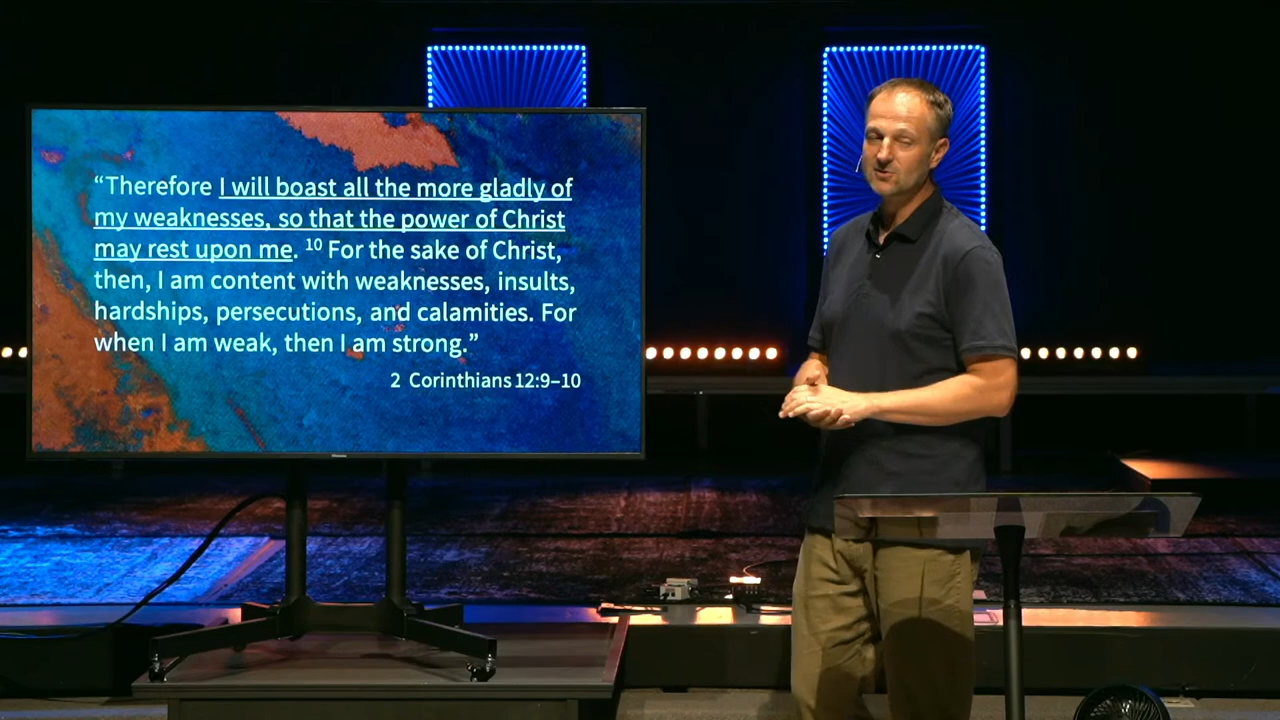 “Therefore I will boast all the more gladly of
my weaknesses, so that the power of Christ
may rest upon me. ¹⁰ For the sake of Christ,
then, I am content with weaknesses, insults,
hardships, persecutions, and calamities. For
when I am weak, then I am strong.”
2 Corinthians 12:9–10